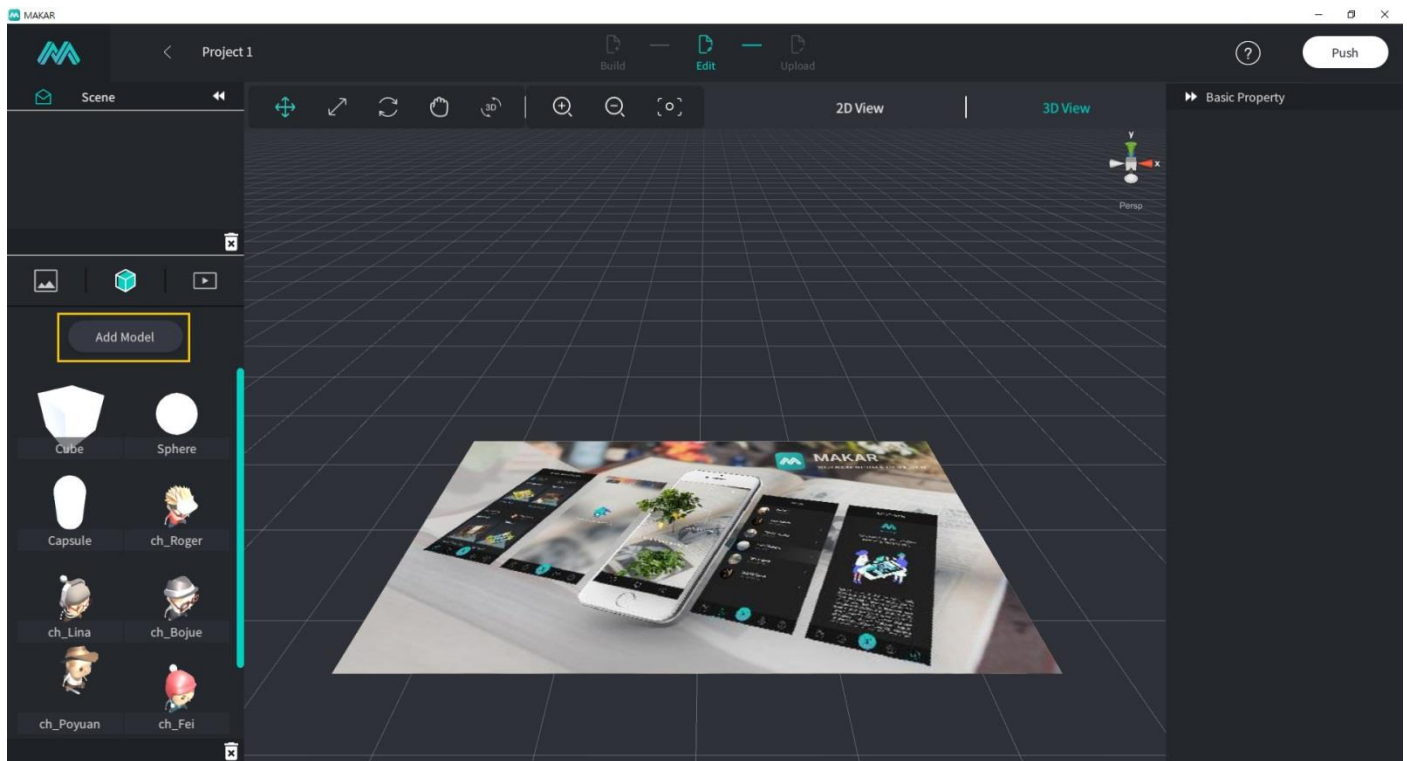 MAKAR
Project 1
Build
Edit
Upload
?
Push
Scene
3D
2D View
3D View
Basic Property
y
x
Persp
Add Model
Cube
Sphere
Capsule
ch_Roger
ch_Lina
ch_Bojue
ch_Poyuan
ch_Fei
MAKAR